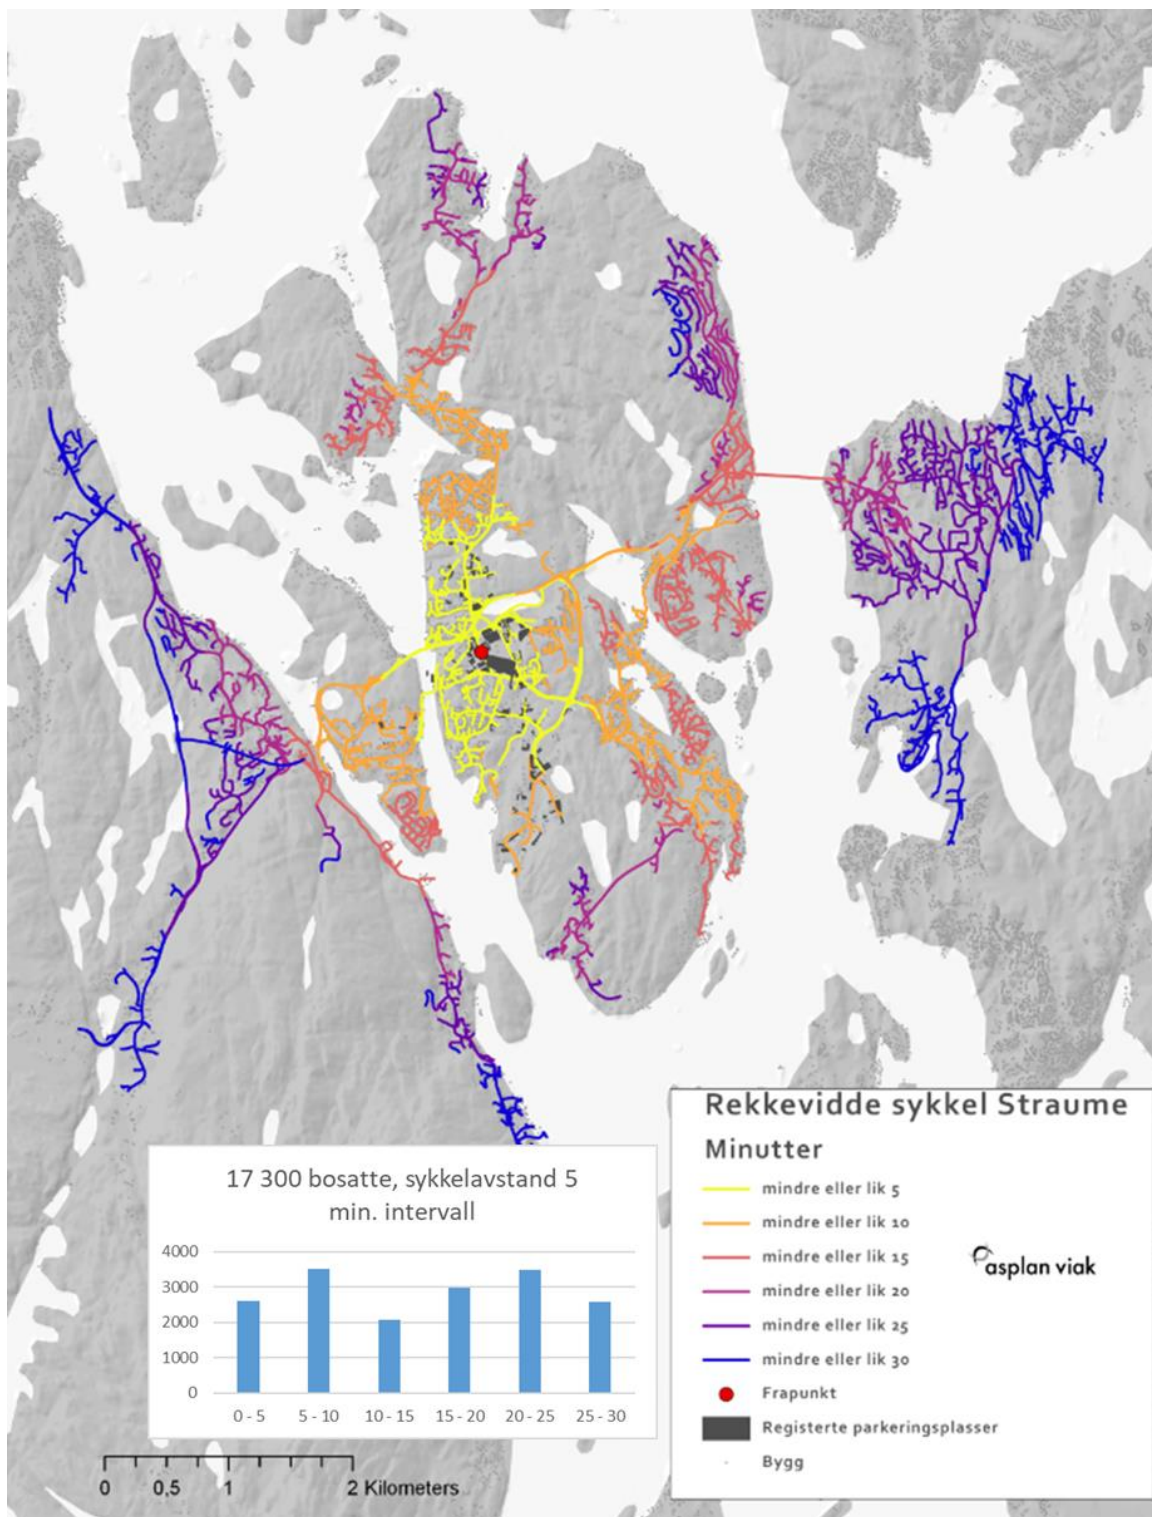 Rekkevidde sykkel Straume
Minutter
mindre eller lik 5
mindre eller lik 10
mindre eller lik 15
mindre eller lik 20
mindre eller lik 25
mindre eller lik 30
Frapunkt
Registerte parkeringsplasser
Bygg
asplan viak
17 300 bosatte, sykkelavstand 5
min. intervall
4000
3000
2000
1000
0
0 - 5 5 - 10 10 - 15 15 - 20 20 - 25 25 - 30
0 0,5 1 2 Kilometers